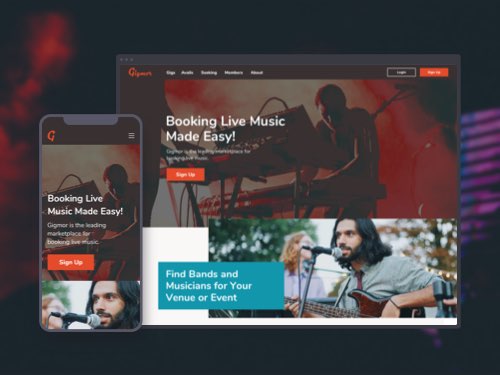 Gigmor Gigs Avails Booking Members About Login Sign Up
Booking Live Music
Made Easy!
Gigmor is the leading marketplace for
booking live music.
Sign Up
Find Bands and
Musicians for Your
Venue or Event
G
Booking Live
Music Made Easy!
Gigmor is the leading
marketplace for
booking live music.
Sign Up